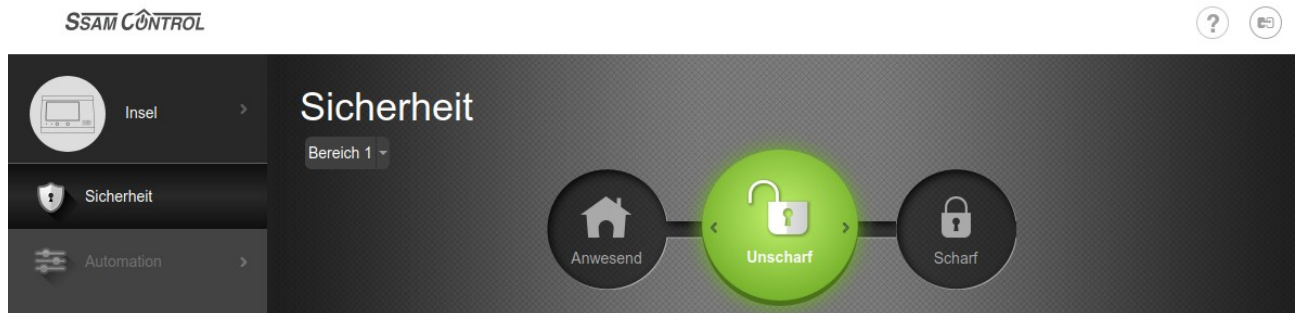 SSAM CONTROL
?
Insel
Sicherheit
Bereich 1
Sicherheit
Automation
Anwesend
Unscharf
Scharf